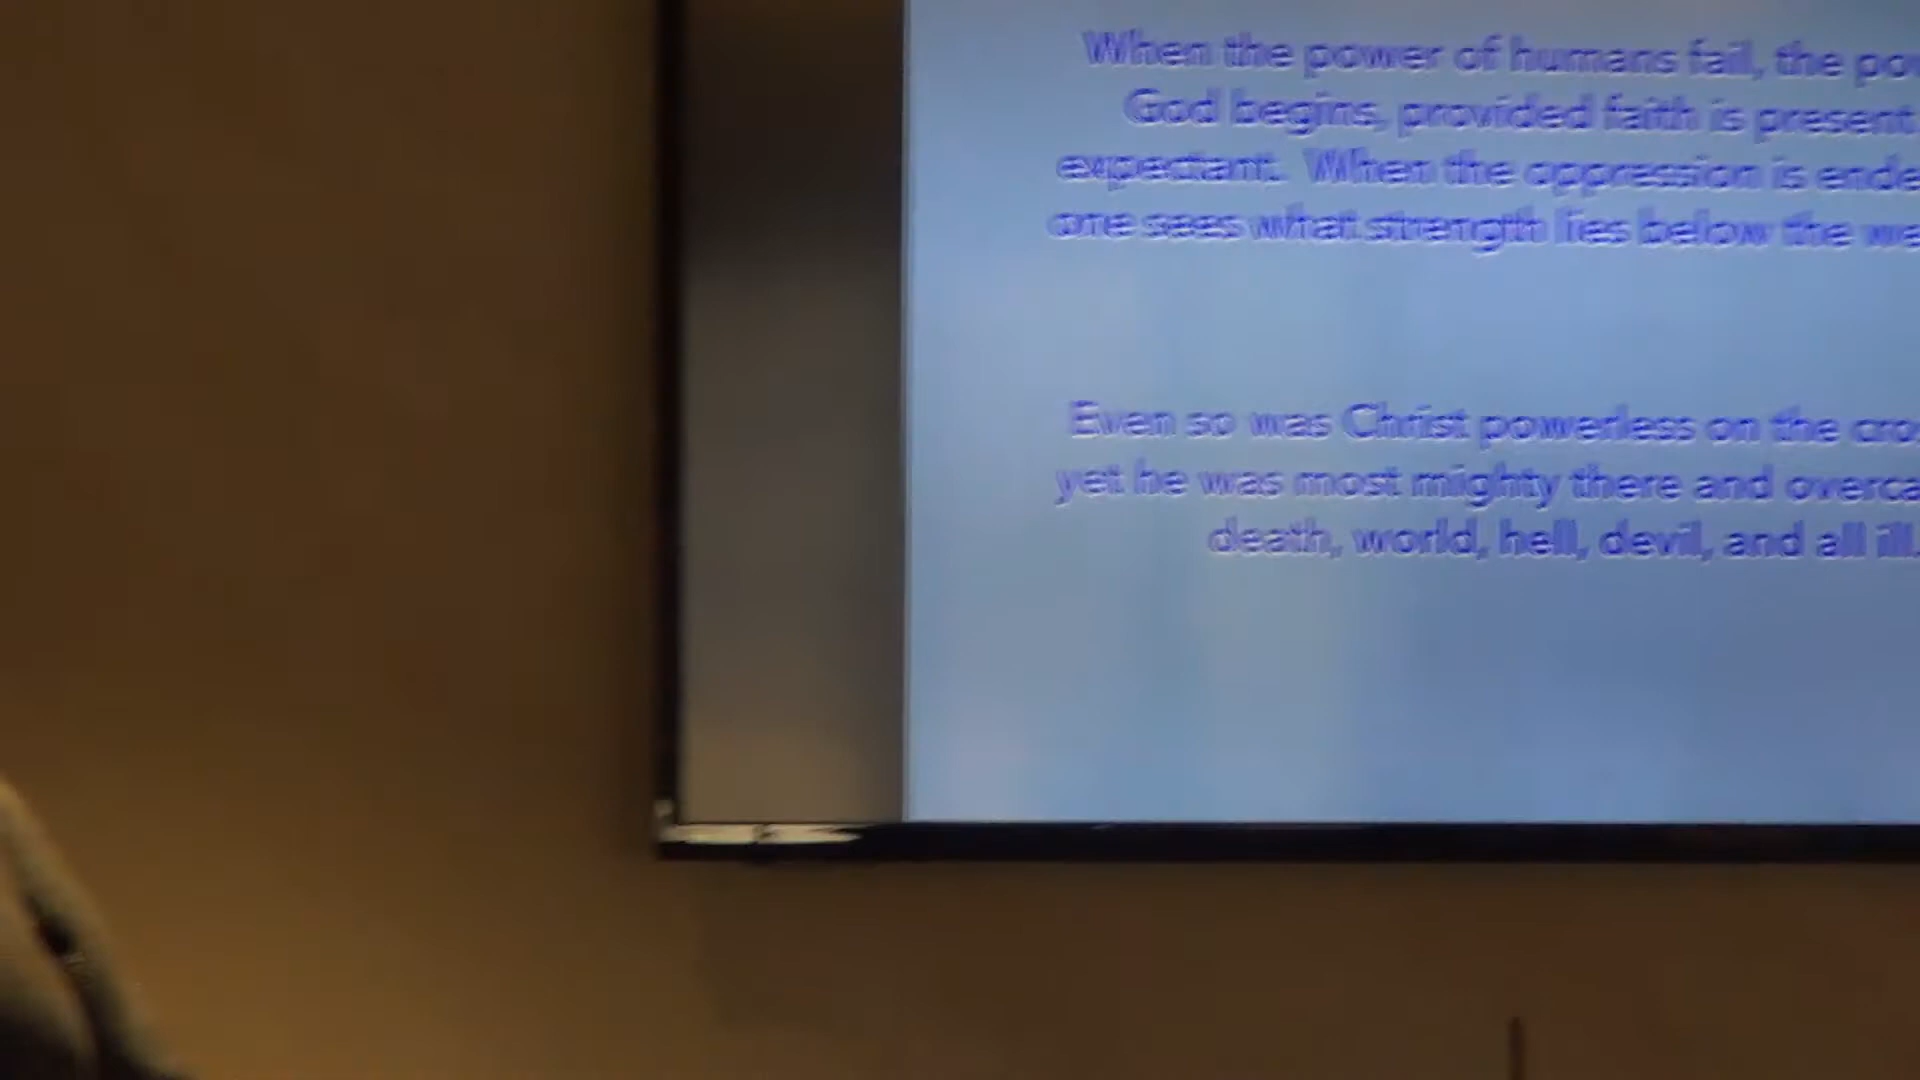 When the power of humans fail, the po
God begins, provided faith is present
expectant. When the oppression is ende
one sees what strength lies below the we
Even so was Christ powerless on the cro
yet he was most mighty there and overca
death, world, hell, devil, and all ill.